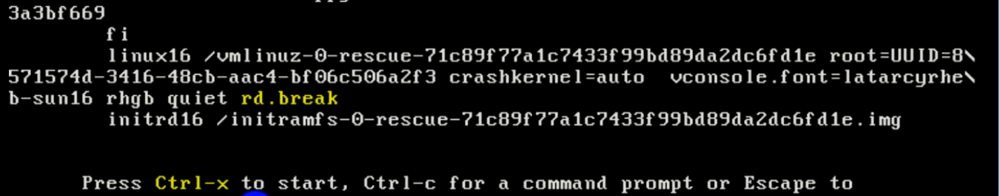 3a3bf669
fi
linux16 /vmlinuz-0-rescue-71c89f77a1c7433f99bd89da2dc6fd1e root=UUID=8\
571574d-3416-48cb-aac4-bf06c506a2f3 crashkernel=auto  vconsole.font=latarcyrhe\
b-sun16 rhgb quiet rd.break
initrd16 /initramfs-0-rescue-71c89f77a1c7433f99bd89da2dc6fd1e.img
Press Ctrl-x to start, Ctrl-c for a command prompt or Escape to